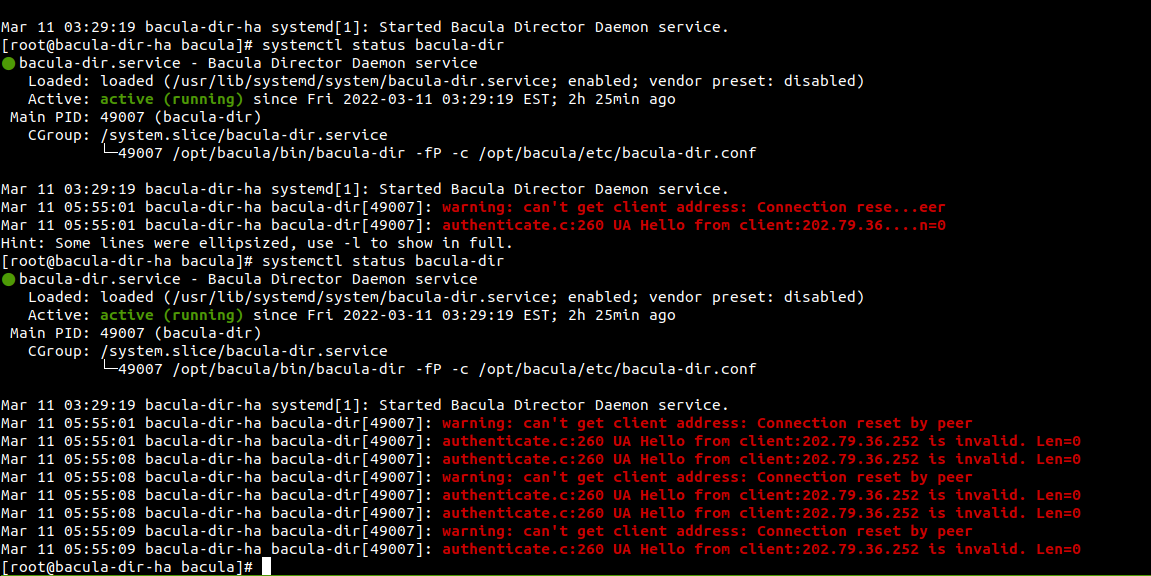 Mar 11 03:29:19 bacula-dir-ha systemd[1]: Started Bacula Director Daemon service.
[root@bacula-dir-ha bacula]# systemctl status bacula-dir
● bacula-dir.service - Bacula Director Daemon service
   Loaded: loaded (/usr/lib/systemd/system/bacula-dir.service; enabled; vendor preset: disabled)
   Active: active (running) since Fri 2022-03-11 03:29:19 EST; 2h 25min ago
 Main PID: 49007 (bacula-dir)
   CGroup: /system.slice/bacula-dir.service
           └─49007 /opt/bacula/bin/bacula-dir -fP -c /opt/bacula/etc/bacula-dir.conf

Mar 11 03:29:19 bacula-dir-ha systemd[1]: Started Bacula Director Daemon service.
Mar 11 05:55:01 bacula-dir-ha bacula-dir[49007]: warning: can't get client address: Connection rese...eer
Mar 11 05:55:01 bacula-dir-ha bacula-dir[49007]: authenticate.c:260 UA Hello from client:202.79.36....n=0
Hint: Some lines were ellipsized, use -l to show in full.
[root@bacula-dir-ha bacula]# systemctl status bacula-dir
● bacula-dir.service - Bacula Director Daemon service
   Loaded: loaded (/usr/lib/systemd/system/bacula-dir.service; enabled; vendor preset: disabled)
   Active: active (running) since Fri 2022-03-11 03:29:19 EST; 2h 25min ago
 Main PID: 49007 (bacula-dir)
   CGroup: /system.slice/bacula-dir.service
           └─49007 /opt/bacula/bin/bacula-dir -fP -c /opt/bacula/etc/bacula-dir.conf

Mar 11 03:29:19 bacula-dir-ha systemd[1]: Started Bacula Director Daemon service.
Mar 11 05:55:01 bacula-dir-ha bacula-dir[49007]: warning: can't get client address: Connection reset by peer
Mar 11 05:55:01 bacula-dir-ha bacula-dir[49007]: authenticate.c:260 UA Hello from client:202.79.36.252 is invalid. Len=0
Mar 11 05:55:08 bacula-dir-ha bacula-dir[49007]: authenticate.c:260 UA Hello from client:202.79.36.252 is invalid. Len=0
Mar 11 05:55:08 bacula-dir-ha bacula-dir[49007]: warning: can't get client address: Connection reset by peer
Mar 11 05:55:08 bacula-dir-ha bacula-dir[49007]: authenticate.c:260 UA Hello from client:202.79.36.252 is invalid. Len=0
Mar 11 05:55:08 bacula-dir-ha bacula-dir[49007]: authenticate.c:260 UA Hello from client:202.79.36.252 is invalid. Len=0
Mar 11 05:55:09 bacula-dir-ha bacula-dir[49007]: warning: can't get client address: Connection reset by peer
Mar 11 05:55:09 bacula-dir-ha bacula-dir[49007]: authenticate.c:260 UA Hello from client:202.79.36.252 is invalid. Len=0
[root@bacula-dir-ha bacula]#